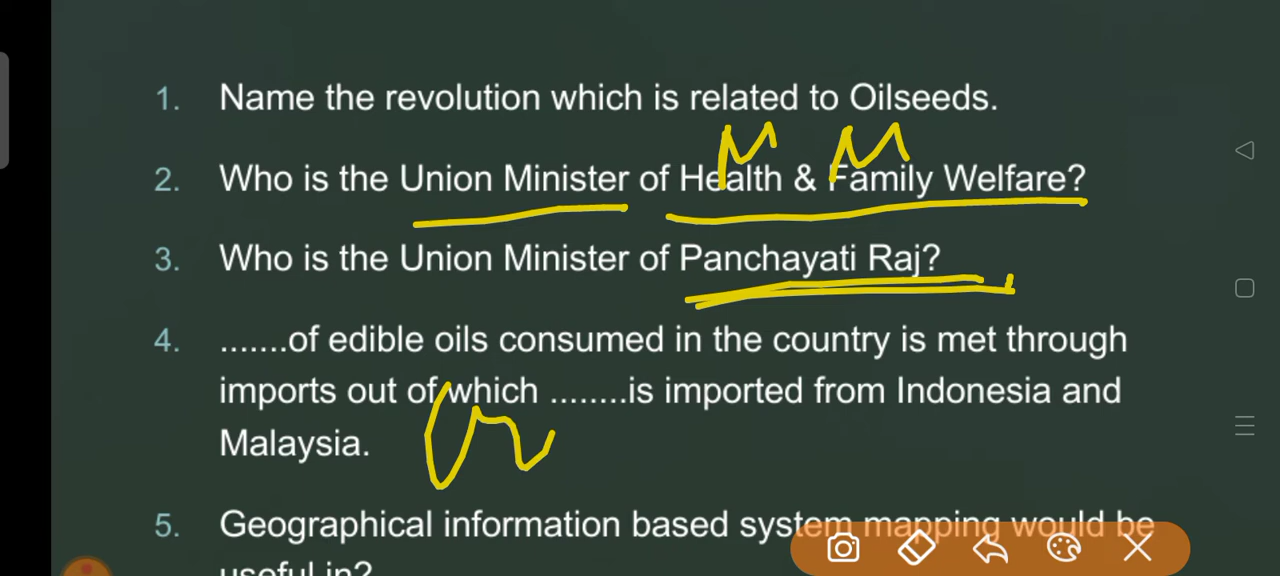 1. Name the revolution which is related to Oilseeds.
2. Who is the Union Minister of Health & Family Welfare?
3. Who is the Union Minister of Panchayati Raj?
4. .......of edible oils consumed in the country is met through
imports out of which ........is imported from Indonesia and
Malaysia.
5. Geographical information based system mapping would be
useful in?